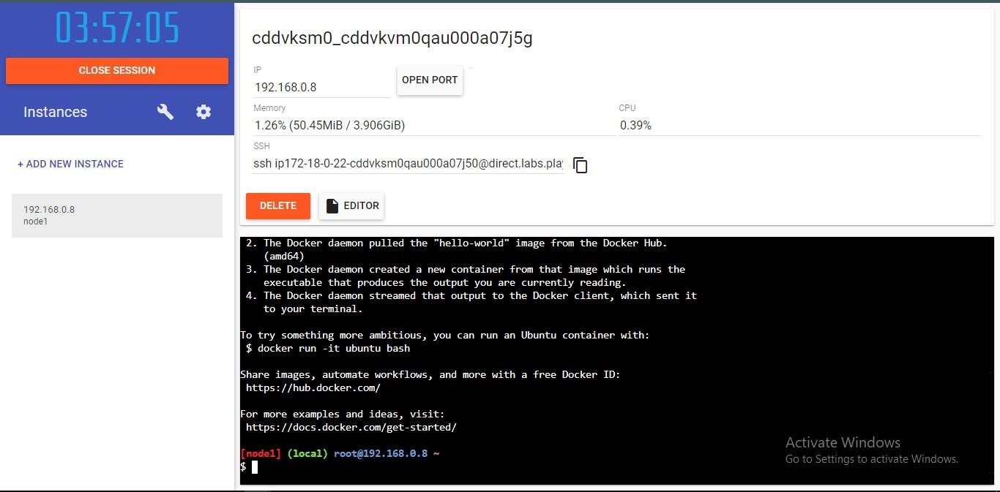 03:57:05
CLOSE SESSION
Instances
+ ADD NEW INSTANCE
192.168.0.8
node1
cddvksm0_cddvkvm0qau000a07j5g
IP
192.168.0.8
OPEN PORT
Memory
1.26% (50.45MiB / 3.906GiB)
CPU
0.39%
SSH
ssh ip172-18-0-22-cddvksm0qau000a07j50@direct.labs.pla
DELETE
EDITOR
2. The Docker daemon pulled the "hello-world" image from the Docker Hub.
(amd64)
3. The Docker daemon created a new container from that image which runs the
executable that produces the output you are currently reading.
4. The Docker daemon streamed that output to the Docker client, which sent it
to your terminal.
To try something more ambitious, you can run an Ubuntu container with:
$ docker run -it ubuntu bash
Share images, automate workflows, and more with a free Docker ID:
https://hub.docker.com/
For more examples and ideas, visit:
https://docs.docker.com/get-started/
[node1] (local) root@192.168.0.8 ~
$
Activate Windows
Go to Settings to activate Windows.